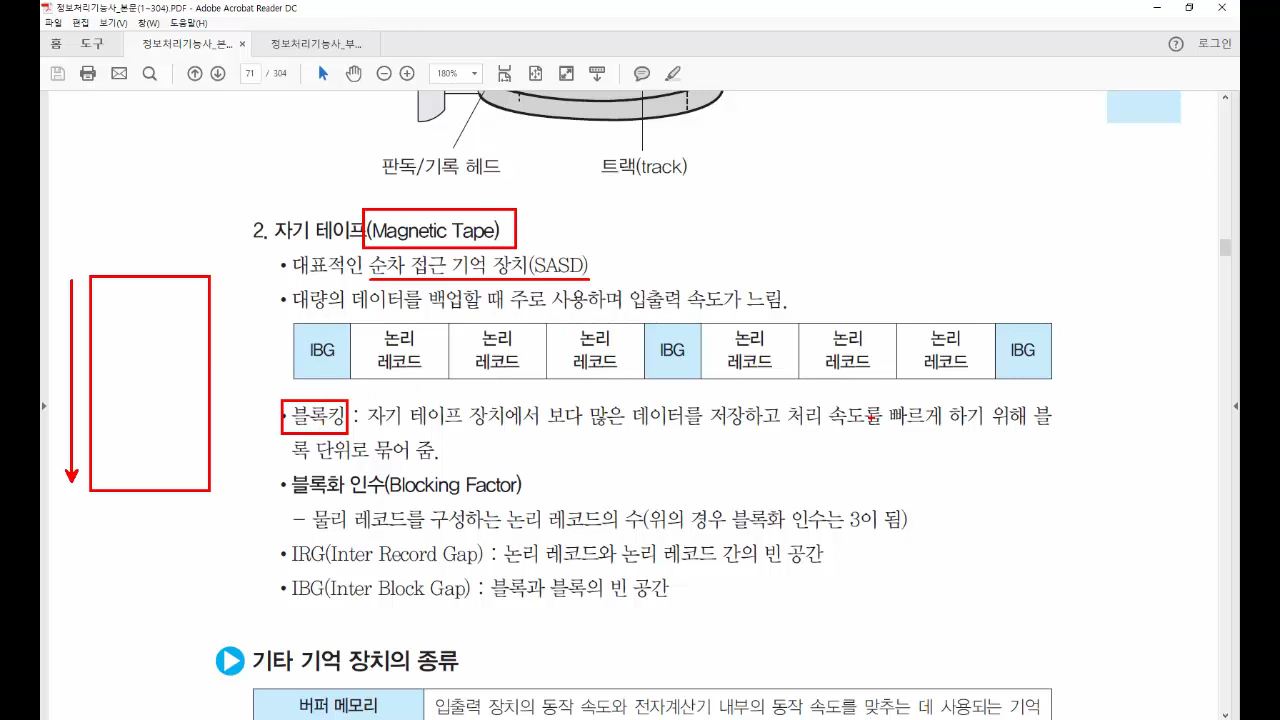 정보처리기능사_본문(1~304).PDF - Adobe Acrobat Reader DC
파일 편집 보기(V) 창(W) 도움말(H)
홈 도구 정보처리기능사_본... × 정보처리기능사_부... 로그인
71 / 304 180%
판독/기록 헤드 트랙(track)
2. 자기 테이프(Magnetic Tape)
• 대표적인 순차 접근 기억 장치(SASD)
• 대량의 데이터를 백업할 때 주로 사용하며 입출력 속도가 느림.
IBG 논리 레코드 논리 레코드 논리 레코드 IBG 논리 레코드 논리 레코드 논리 레코드 IBG
• 블록킹 : 자기 테이프 장치에서 보다 많은 데이터를 저장하고 처리 속도를 빠르게 하기 위해 블
록 단위로 묶어 줌.
• 블록화 인수(Blocking Factor)
- 물리 레코드를 구성하는 논리 레코드의 수(위의 경우 블록화 인수는 3이 됨)
• IRG(Inter Record Gap) : 논리 레코드와 논리 레코드 간의 빈 공간
• IBG(Inter Block Gap) : 블록과 블록의 빈 공간
기타 기억 장치의 종류
버퍼 메모리 입출력 장치의 동작 속도와 전자계산기 내부의 동작 속도를 맞추는 데 사용되는 기억